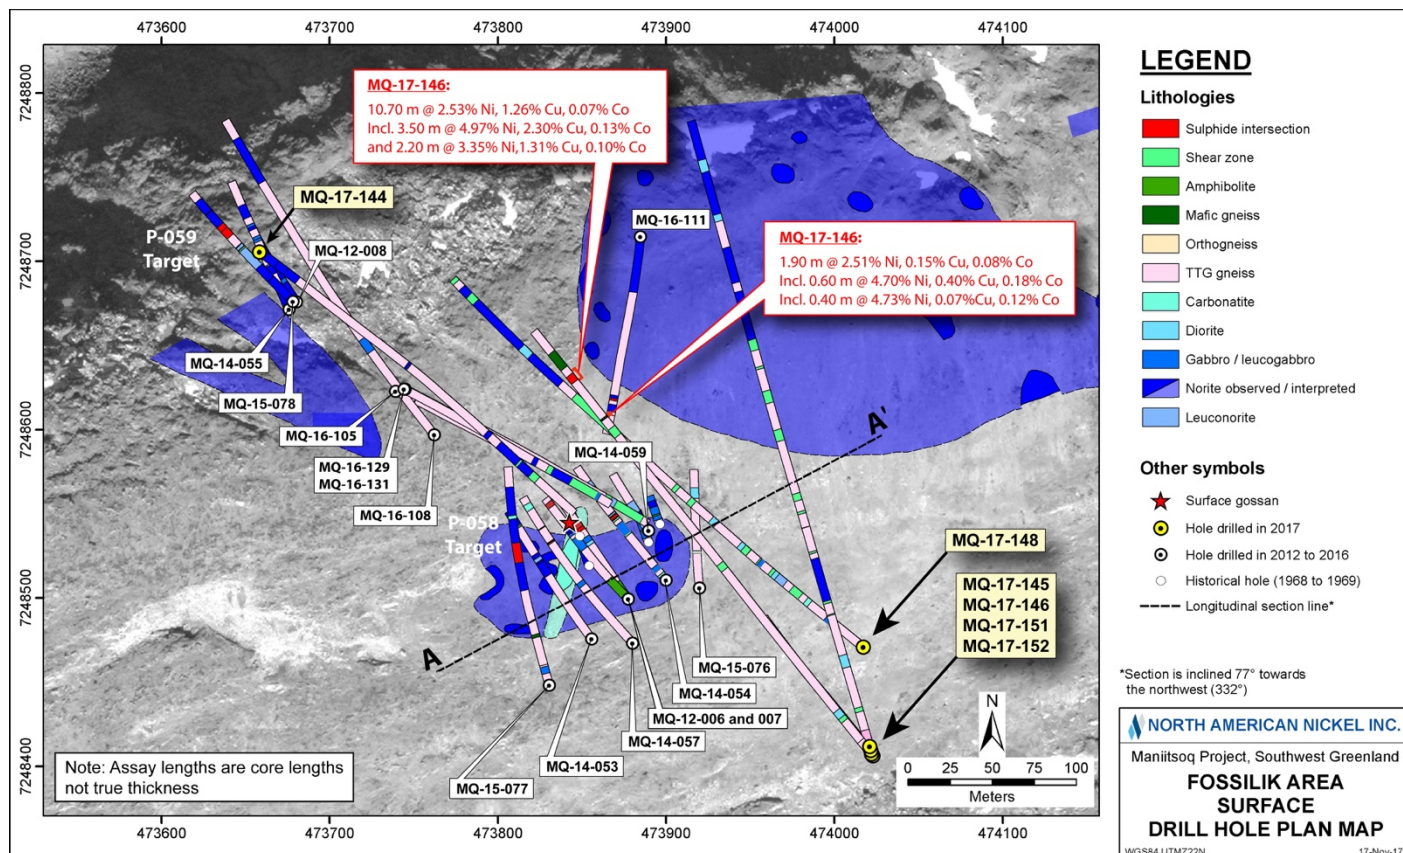 473600
473700
473800
473900
474000
474100
7248800
7248700
7248600
7248500
7248400
MQ-17-146:
10.70 m @ 2.53% Ni, 1.26% Cu, 0.07% Co
Incl. 3.50 m @ 4.97% Ni, 2.30% Cu, 0.13% Co
and 2.20 m @ 3.35% Ni,1.31% Cu, 0.10% Co
MQ-17-144
P-059
Target
MQ-12-008
MQ-16-111
MQ-17-146:
1.90 m @ 2.51% Ni, 0.15% Cu, 0.08% Co
Incl. 0.60 m @ 4.70% Ni, 0.40% Cu, 0.18% Co
Incl. 0.40 m @ 4.73% Ni, 0.07%Cu, 0.12% Co
MQ-14-055
MQ-15-078
MQ-16-105
MQ-16-129
MQ-16-131
MQ-16-108
MQ-14-059
A'
P-058
Target
MQ-17-148
MQ-17-145
MQ-17-146
MQ-17-151
MQ-17-152
A
MQ-15-076
MQ-14-054
MQ-12-006 and 007
MQ-14-057
MQ-14-053
MQ-15-077
Note: Assay lengths are core lengths
not true thickness
N
0 25 50 75 100
Meters
473600
473700
473800
473900
474000
474100
LEGEND
Lithologies
Sulphide intersection
Shear zone
Amphibolite
Mafic gneiss
Orthogneiss
TTG gneiss
Carbonatite
Diorite
Gabbro / leucogabbro
Norite observed / interpreted
Leuconorite
Other symbols
Surface gossan
Hole drilled in 2017
Hole drilled in 2012 to 2016
Historical hole (1968 to 1969)
Longitudinal section line*
*Section is inclined 77° towards
the northwest (332°)
NORTH AMERICAN NICKEL INC.
Maniitsoq Project, Southwest Greenland
FOSSILIK AREA
SURFACE
DRILL HOLE PLAN MAP
WGS84 UTMZ22N
17-Nov-17